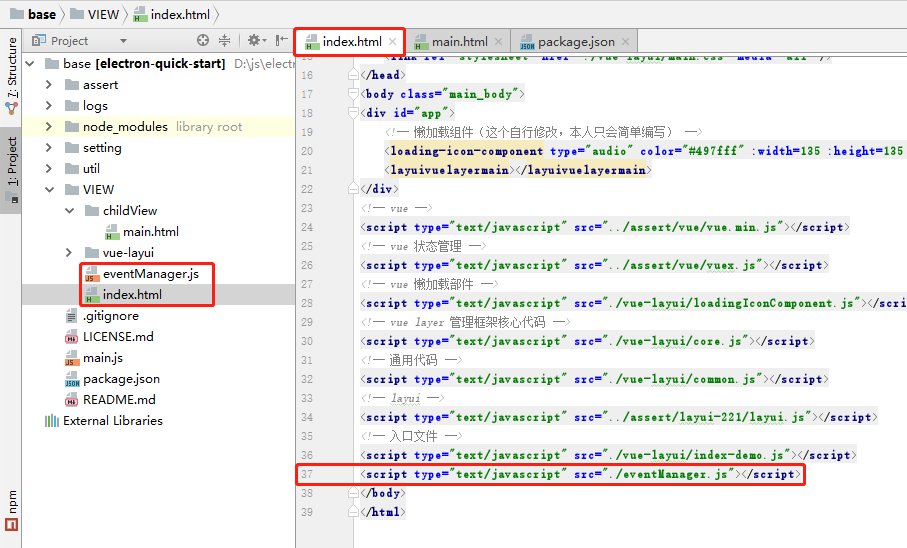 base VIEW index.html
Project
index.html × main.html × package.json ×
Z: Structure
1: Project
npm
base [electron-quick-start] D:\js\electr
assert
logs
node_modules library root
setting
util
VIEW
childView
main.html
vue-layui
eventManager.js
index.html
.gitignore
LICENSE.md
main.js
package.json
README.md
External Libraries
16 </head>
17 <body class="main_body">
18 <div id="app">
19 <!— 懒加载组件（这个自行修改，本人只会简单编写） —>
20 <loading-icon-component type="audio" color="#497fff" :width=135 :height=135
21 <layuivuelayermain></layuivuelayermain>
22 </div>
23 <!— vue —>
24 <script type="text/javascript" src="../assert/vue/vue.min.js"></script>
25 <!— vue 状态管理 —>
26 <script type="text/javascript" src="../assert/vue/vuex.js"></script>
27 <!— vue 懒加载部件 —>
28 <script type="text/javascript" src="./vue-layui/loadingIconComponent.js"></scri
29 <!— vue layer 管理框架核心代码 —>
30 <script type="text/javascript" src="./vue-layui/core.js"></script>
31 <!— 通用代码 —>
32 <script type="text/javascript" src="./vue-layui/common.js"></script>
33 <!— layui —>
34 <script type="text/javascript" src="../assert/layui-221/layui.js"></script>
35 <!— 入口文件 —>
36 <script type="text/javascript" src="./vue-layui/index-demo.js"></script>
37 <script type="text/javascript" src="./eventManager.js"></script>
38 </body>
39 </html>